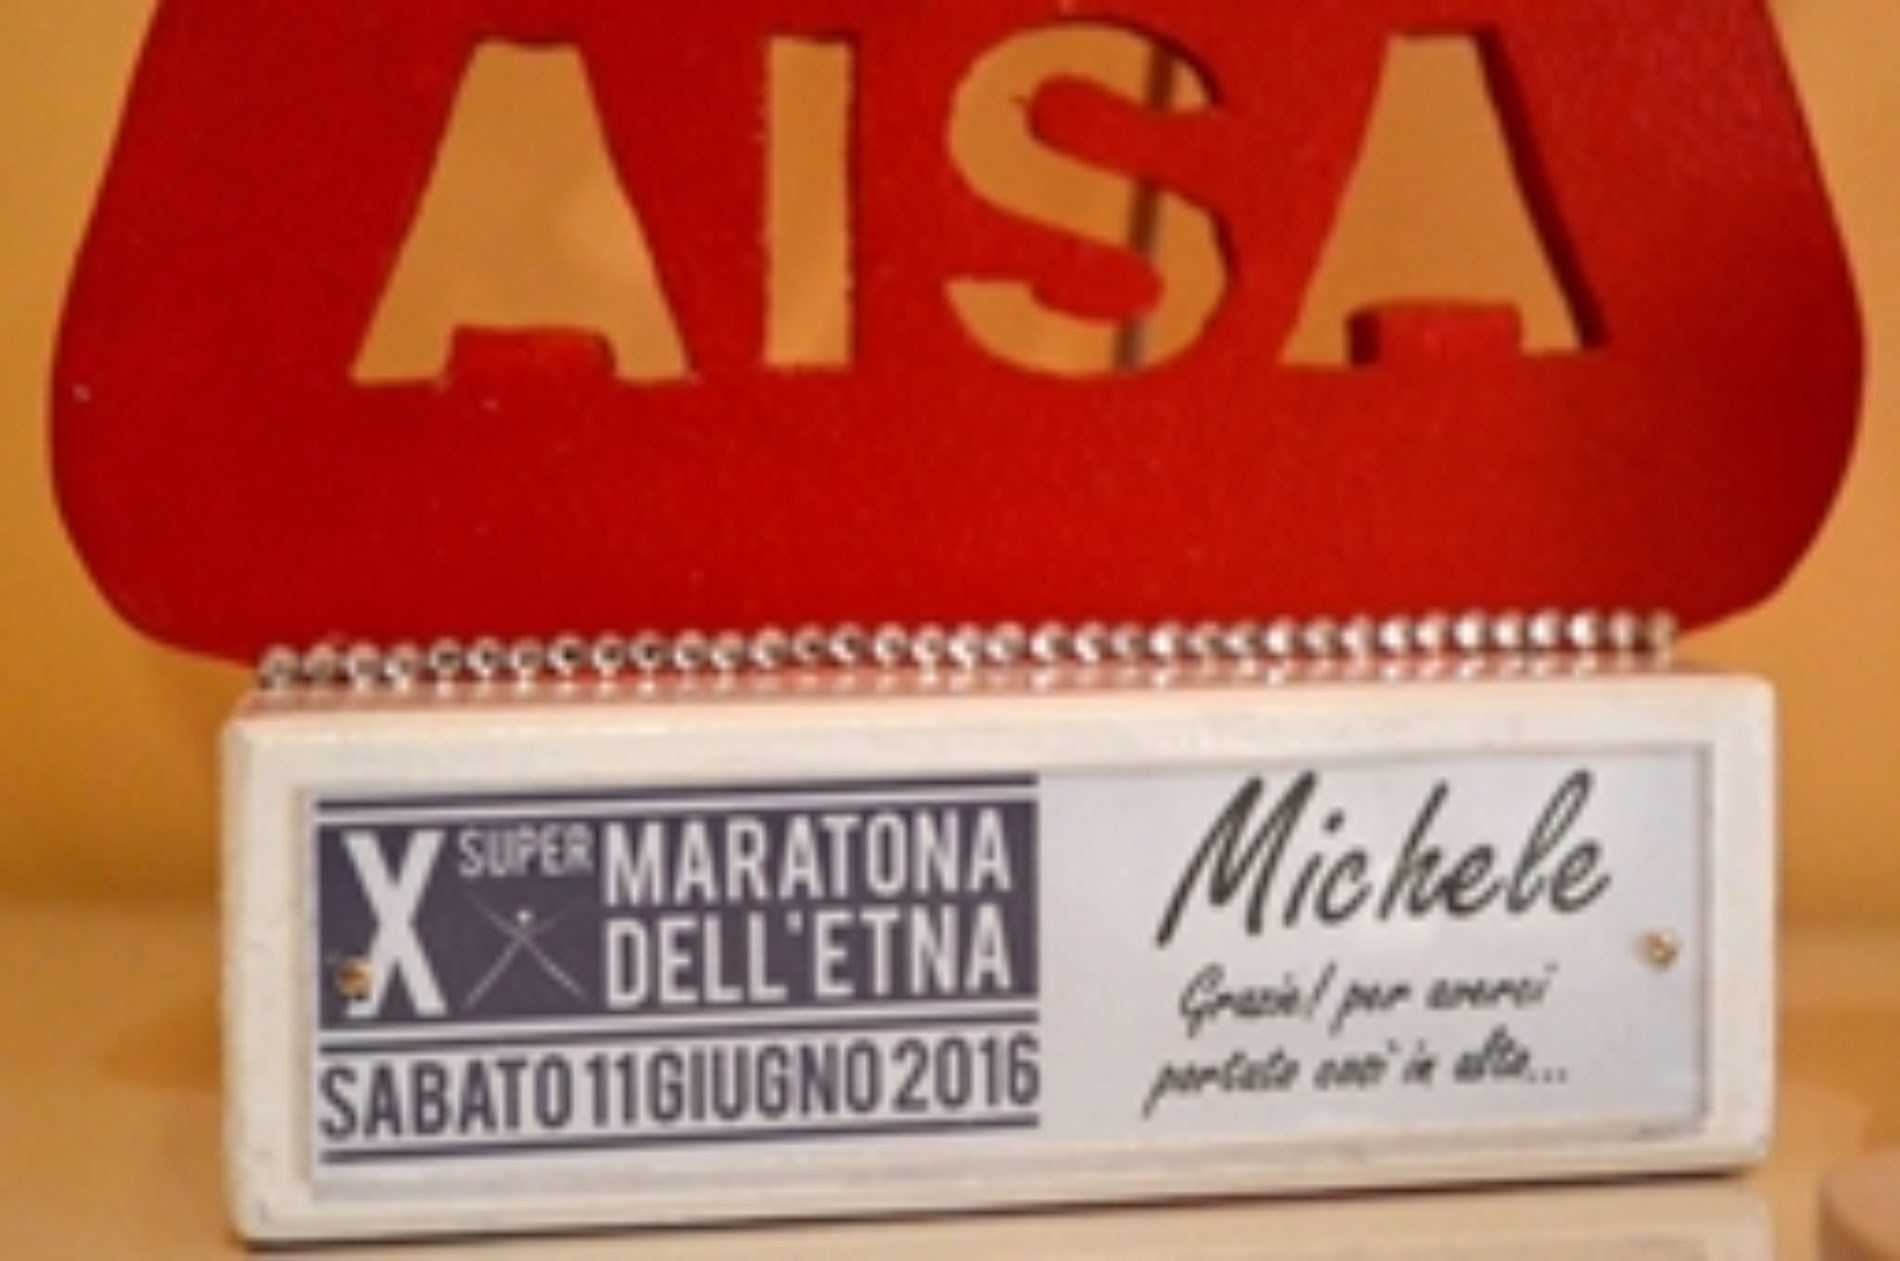 AISA
X SUPER MARATONA
DELL'ETNA
SABATO 11 GIUGNO 2016
Michele
Grazie! per averci
portato così in alto...